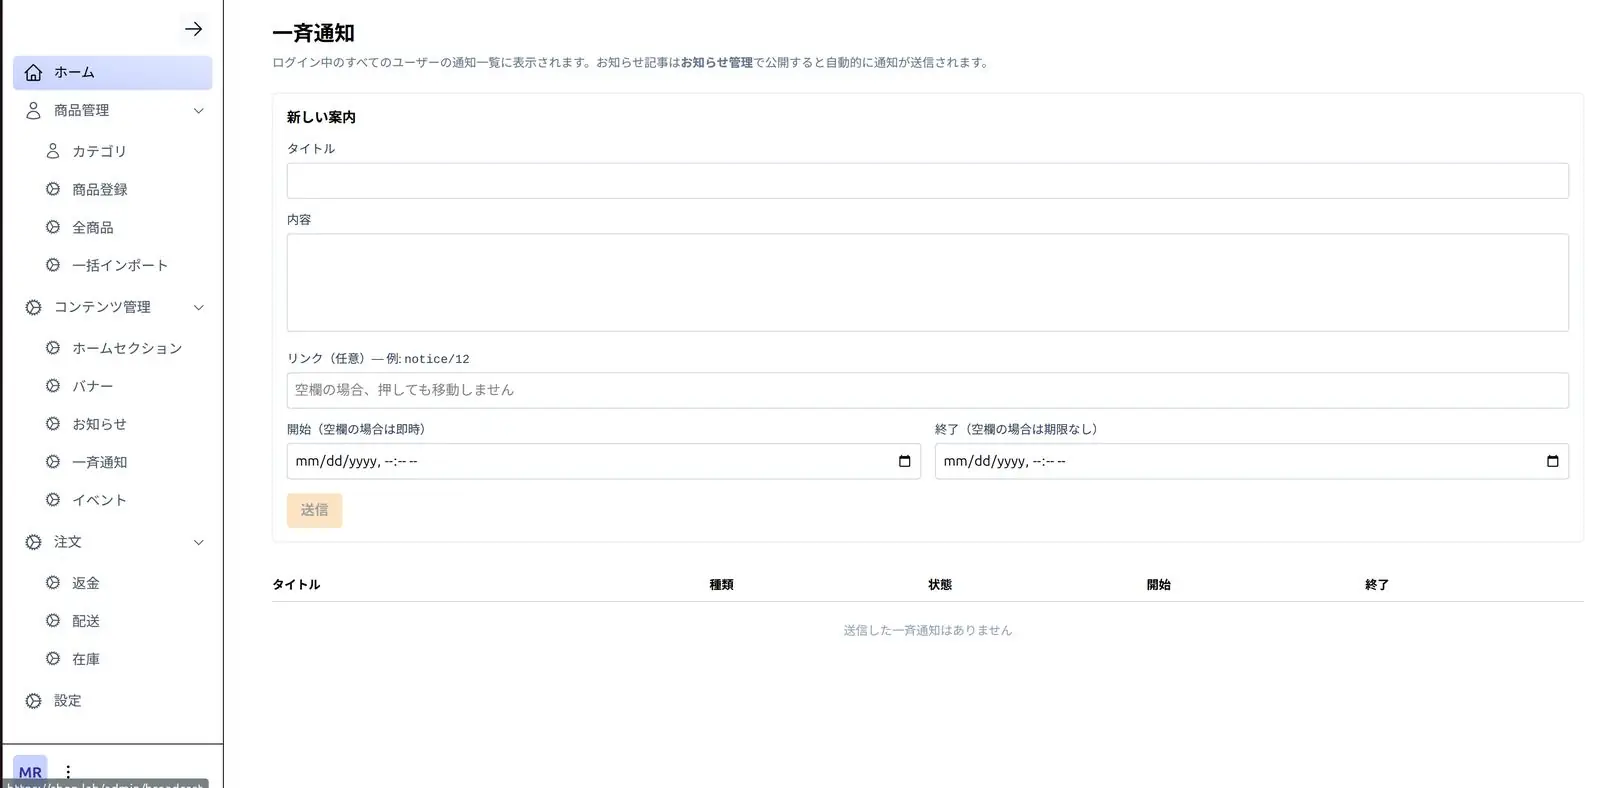 ホーム
商品管理
カテゴリ
商品登録
全商品
一括インポート
コンテンツ管理
ホームセクション
バナー
お知らせ
一斉通知
イベント
注文
返金
配送
在庫
設定
MR
一斉通知
ログイン中のすべてのユーザーの通知一覧に表示されます。お知らせ記事はお知らせ管理で公開すると自動的に通知が送信されます。
新しい案内
タイトル
内容
リンク（任意）— 例: notice/12
空欄の場合、押しても移動しません
開始（空欄の場合は即時） 終了（空欄の場合は期限なし）
mm/dd/yyyy, --:-- -- mm/dd/yyyy, --:-- --
送信
タイトル 種類 状態 開始 終了
送信した一斉通知はありません